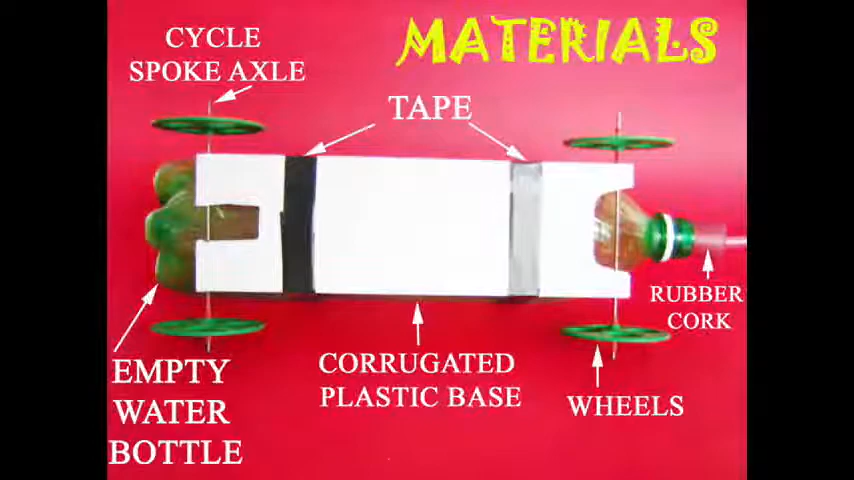 MATERIALS
CYCLE
SPOKE AXLE
TAPE
RUBBER
CORK
EMPTY
WATER
BOTTLE
CORRUGATED
PLASTIC BASE
WHEELS